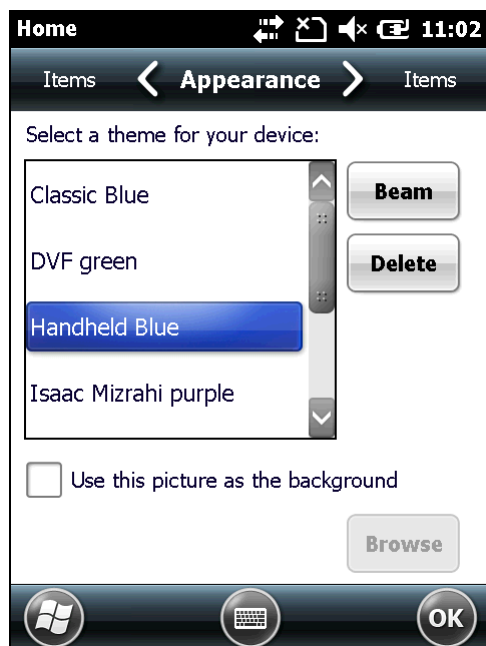 Home 11:02
Items Appearance Items
Select a theme for your device:
Classic Blue
Beam
DVF green
Delete
Handheld Blue
Isaac Mizrahi purple
Use this picture as the background
Browse
OK